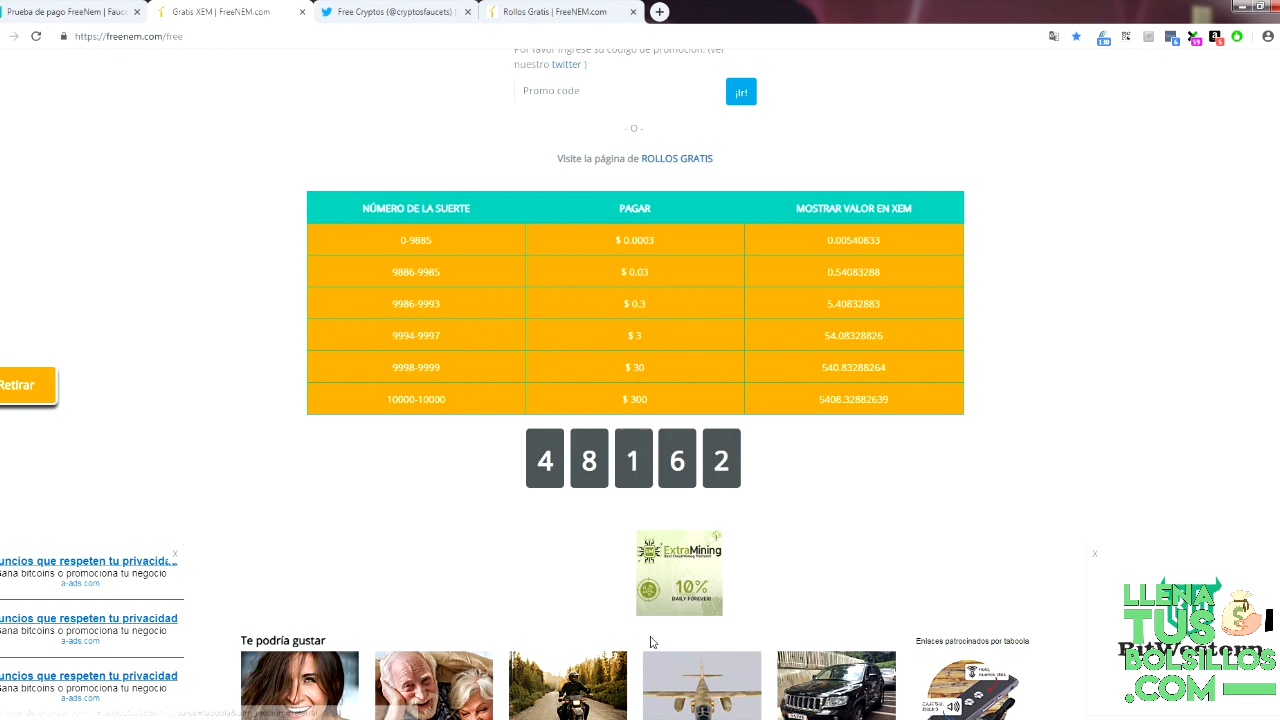 Prueba de pago FreeNem | Fauc
Gratis XEM | FreeNEM.com
Free Cryptos (@cryptosfaucets) |
Rollos Gratis | FreeNEM.com
https://freenem.com/free
Por favor ingrese su código de promoción. (ver
nuestro twitter )
Promo code
¡Ir!
- O -
Visite la página de ROLLOS GRATIS
NÚMERO DE LA SUERTE PAGAR MOSTRAR VALOR EN XEM
0-9885 $ 0.0003 0.00540833
9886-9985 $ 0.03 0.54083288
9986-9993 $ 0.3 5.40832883
9994-9997 $ 3 54.08328826
9998-9999 $ 30 540.83288264
10000-10000 $ 300 5408.32882639
Retirar
4 8 1 6 2
ExtraMining
10%
DAILY FOREVER!
uncios que respeten tu privacida
Gana bitcoins o promociona tu negocio
a-ads.com
uncios que respeten tu privacidad
Gana bitcoins o promociona tu negocio
a-ads.com
uncios que respeten tu privacidad
Gana bitcoins o promociona tu negocio
a-ads.com
X
X
Te podría gustar
Enlaces patrocinados por taboola
LLENA
TUS
BOLSILLOS
.COM